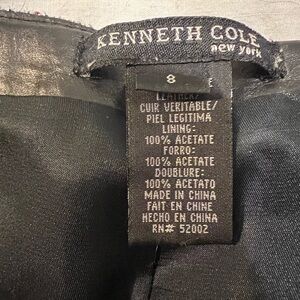 KENNETH COLE
new york
8
E
LEATHER/
CUIR VERITABLE/
PIEL LEGITIMA
LINING:
100% ACETATE
FORRO:
100% ACETATE
DOUBLURE:
100% ACETATO
MADE IN CHINA
FAIT EN CHINE
HECHO EN CHINA
RN# 52002